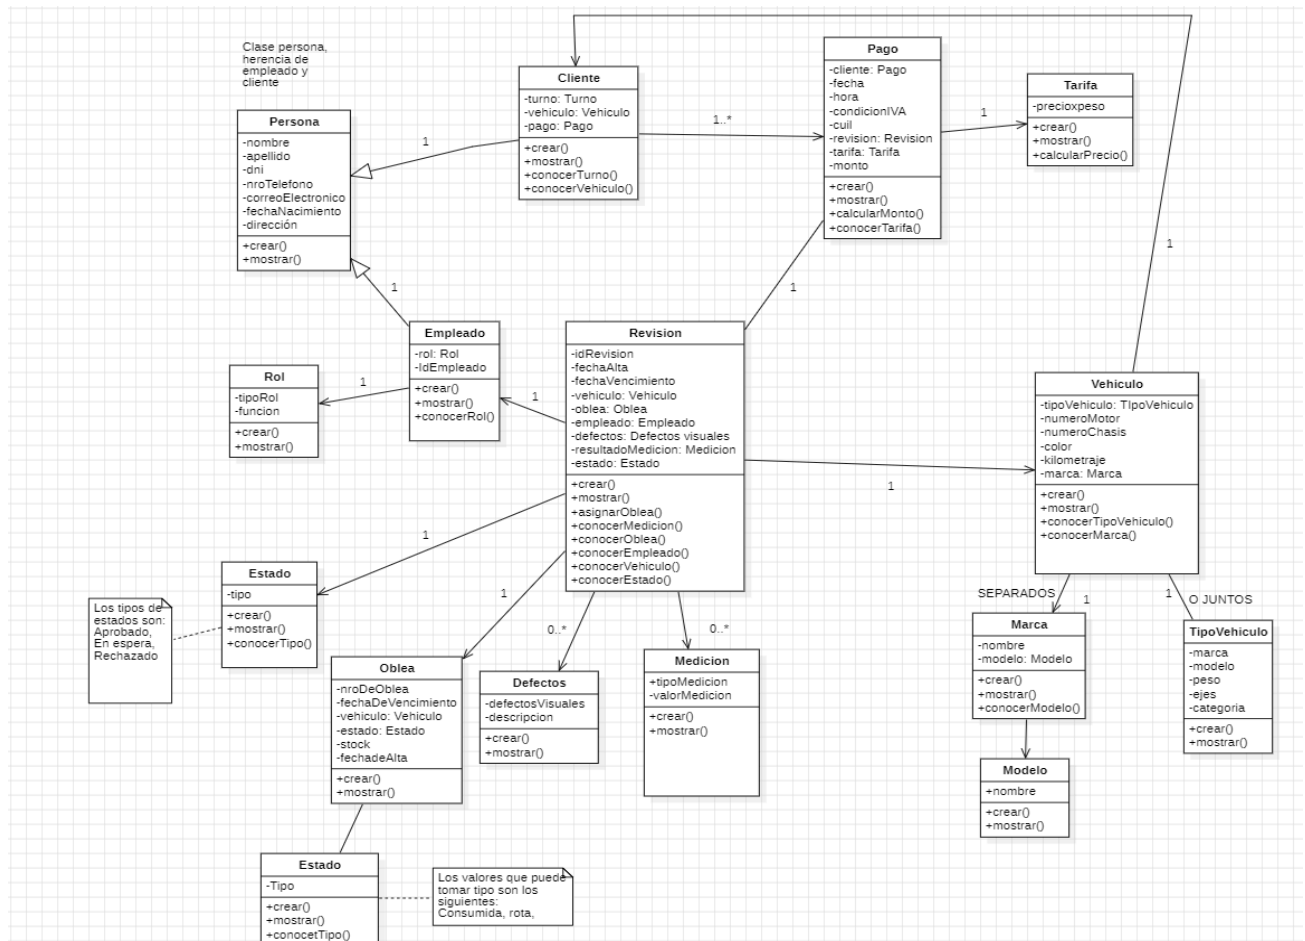 Clase persona,
herencia de
empleado y
cliente
Persona
-nombre
-apellido
-dni
-nroTelefono
-correoElectronico
-fechaNacimiento
-dirección
+crear()
+mostrar()
1
Cliente
-turno: Turno
-vehiculo: Vehiculo
-pago: Pago
+crear()
+mostrar()
+conocerTurno()
+conocerVehiculo()
1..*
Pago
-cliente: Pago
-fecha
-hora
-condicionIVA
-cuil
-revision: Revision
-tarifa: Tarifa
-monto
+crear()
+mostrar()
+calcularMonto()
+conocerTarifa()
1
Tarifa
-precioxpeso
+crear()
+mostrar()
+calcularPrecio()
1
1
1
Empleado
-rol: Rol
-IdEmpleado
+crear()
+mostrar()
+conocerRol()
1
Rol
-tipoRol
-funcion
+crear()
+mostrar()
1
Revision
-idRevision
-fechaAlta
-fechaVencimiento
-vehiculo: Vehiculo
-oblea: Oblea
-empleado: Empleado
-defectos: Defectos visuales
-resultadoMedicion: Medicion
-estado: Estado
+crear()
+mostrar()
+asignarOblea()
+conocerMedicion()
+conocerOblea()
+conocerEmpleado()
+conocerVehiculo()
+conocerEstado()
1
Vehiculo
-tipoVehiculo: TIpoVehiculo
-numeroMotor
-numeroChasis
-color
-kilometraje
-marca: Marca
+crear()
+mostrar()
+conocerTipoVehiculo()
+conocerMarca()
1
Estado
-tipo
+crear()
+mostrar()
+conocerTipo()
Los tipos de
estados son:
Aprobado,
En espera,
Rechazado
1
0..*
0..*
SEPARADOS
1
1
O JUNTOS
Oblea
-nroDeOblea
-fechaDeVencimiento
-vehiculo: Vehiculo
-estado: Estado
-stock
-fechadeAlta
+crear()
+mostrar()
Defectos
-defectosVisuales
-descripcion
+crear()
+mostrar()
Medicion
+tipoMedicion
-valorMedicion
+crear()
+mostrar()
Marca
-nombre
-modelo: Modelo
+crear()
+mostrar()
+conocerModelo()
TipoVehiculo
-marca
-modelo
-peso
-ejes
-categoria
+crear()
+mostrar()
Modelo
+nombre
+crear()
+mostrar()
Estado
-Tipo
+crear()
+mostrar()
+conocetTipo()
Los valores que puede
tomar tipo son los
siguientes:
Consumida, rota,